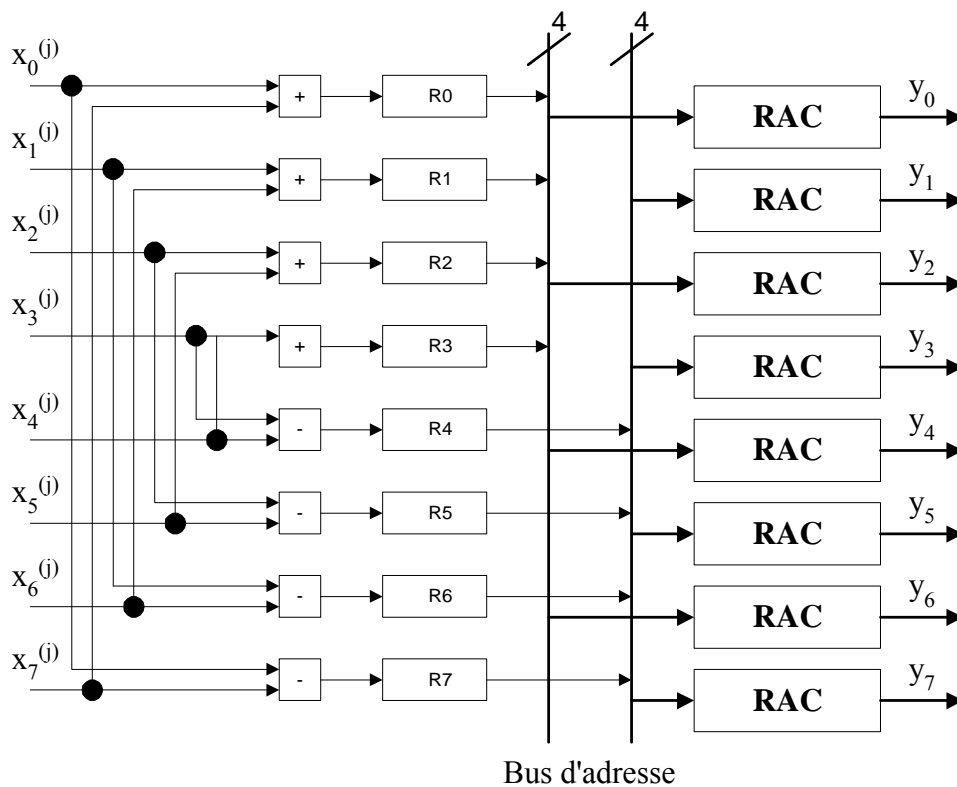 4 4
x0(j)
+ R0 RAC y0
x1(j)
+ R1 RAC y1
x2(j)
+ R2 RAC y2
x3(j)
+ R3 RAC y3
x4(j)
- R4 RAC y4
x5(j)
- R5 RAC y5
x6(j)
- R6 RAC y6
x7(j)
- R7 RAC y7
Bus d'adresse